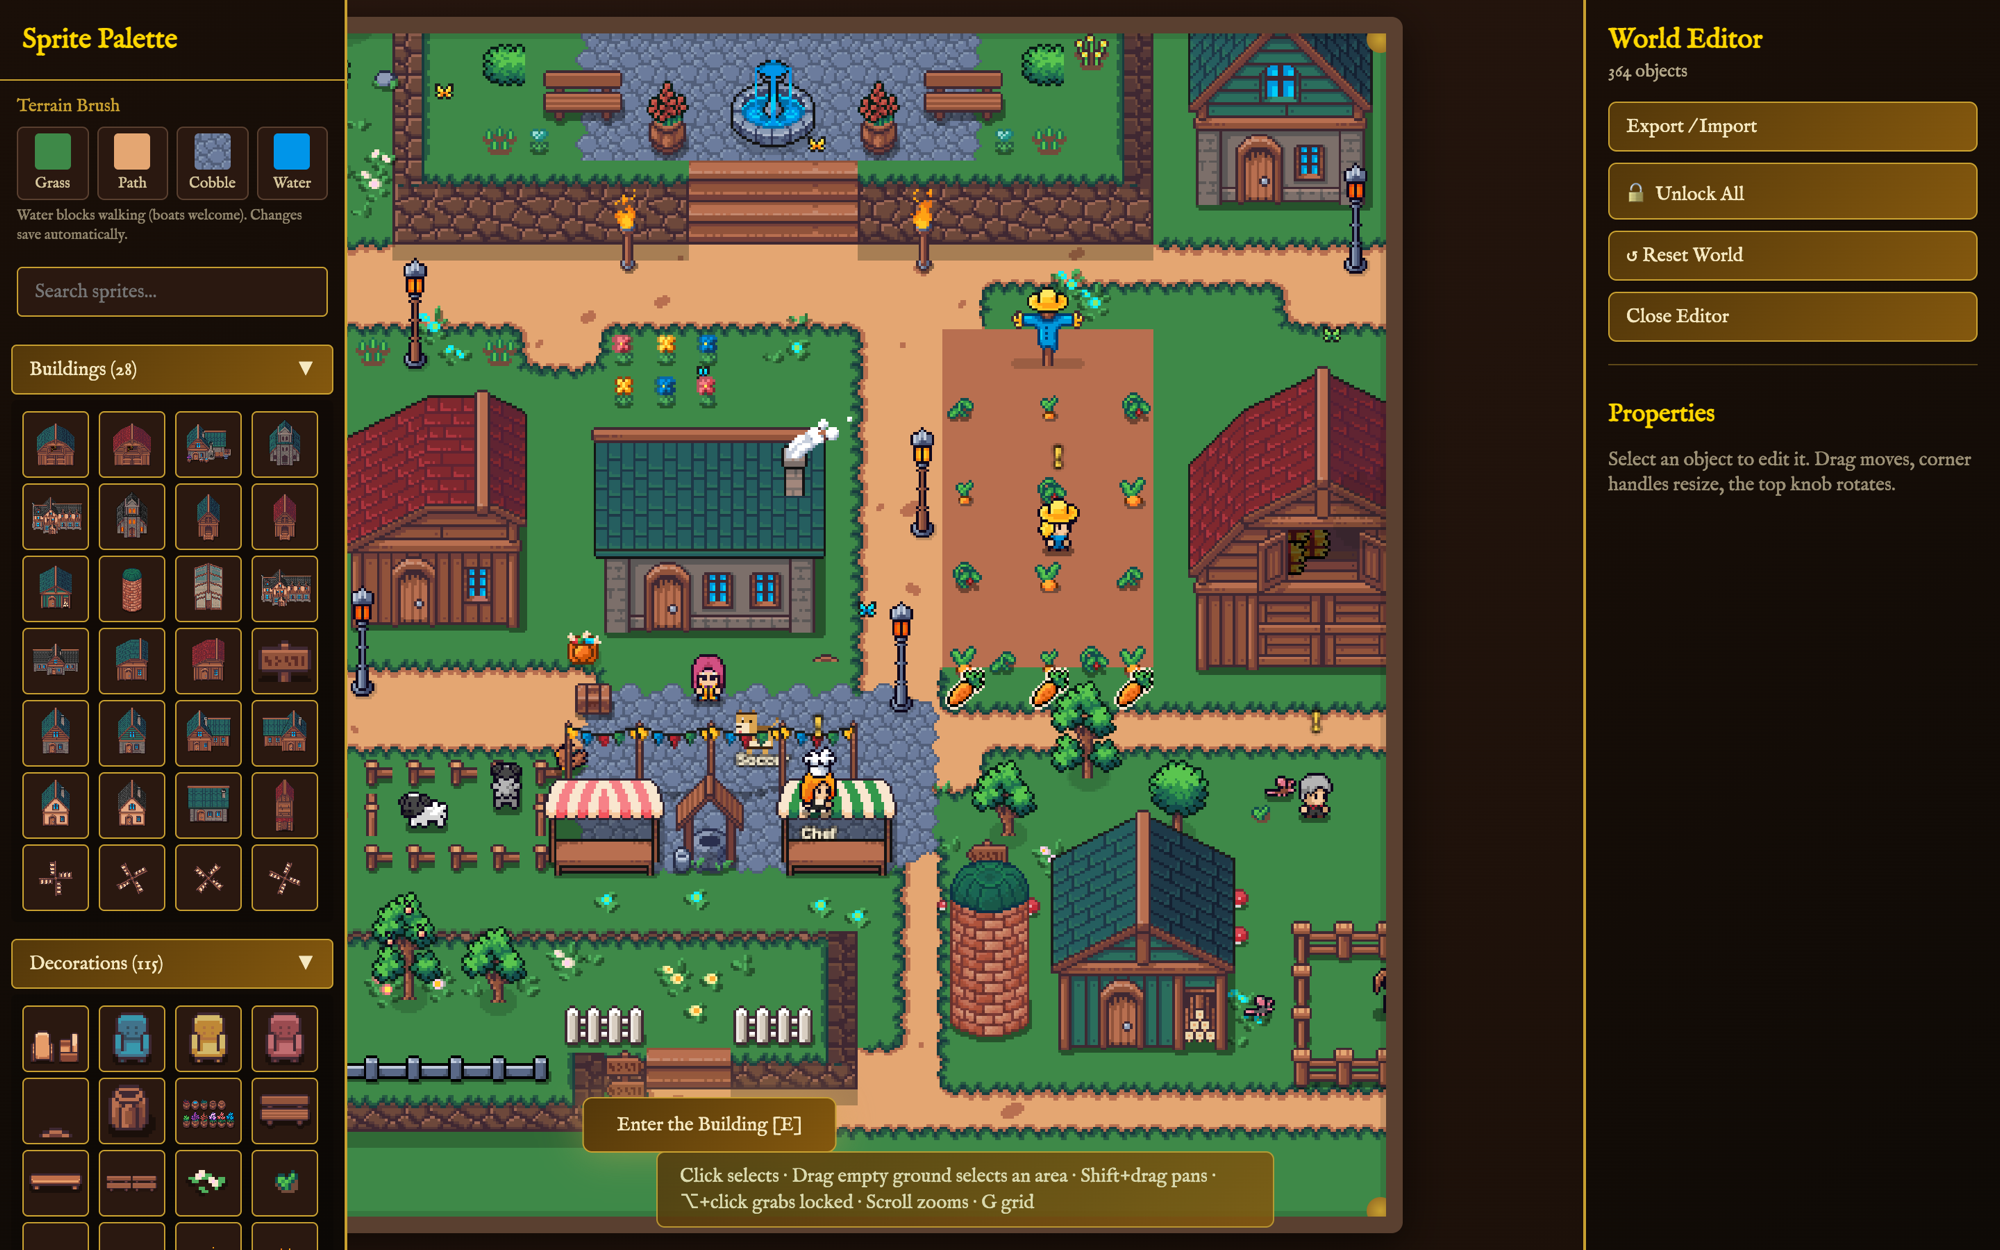 Sprite Palette
Terrain Brush
Grass
Path
Cobble
Water
Water blocks walking (boats welcome). Changes
save automatically.
Search sprites...
Buildings (28)
▼
Decorations (115)
▼
!
!
!
Chef
Enter the Building [E]
Click selects · Drag empty ground selects an area · Shift+drag pans ·
⌥+click grabs locked · Scroll zooms · G grid
World Editor
364 objects
Export / Import
🔒 Unlock All
↺ Reset World
Close Editor
Properties
Select an object to edit it. Drag moves, corner
handles resize, the top knob rotates.